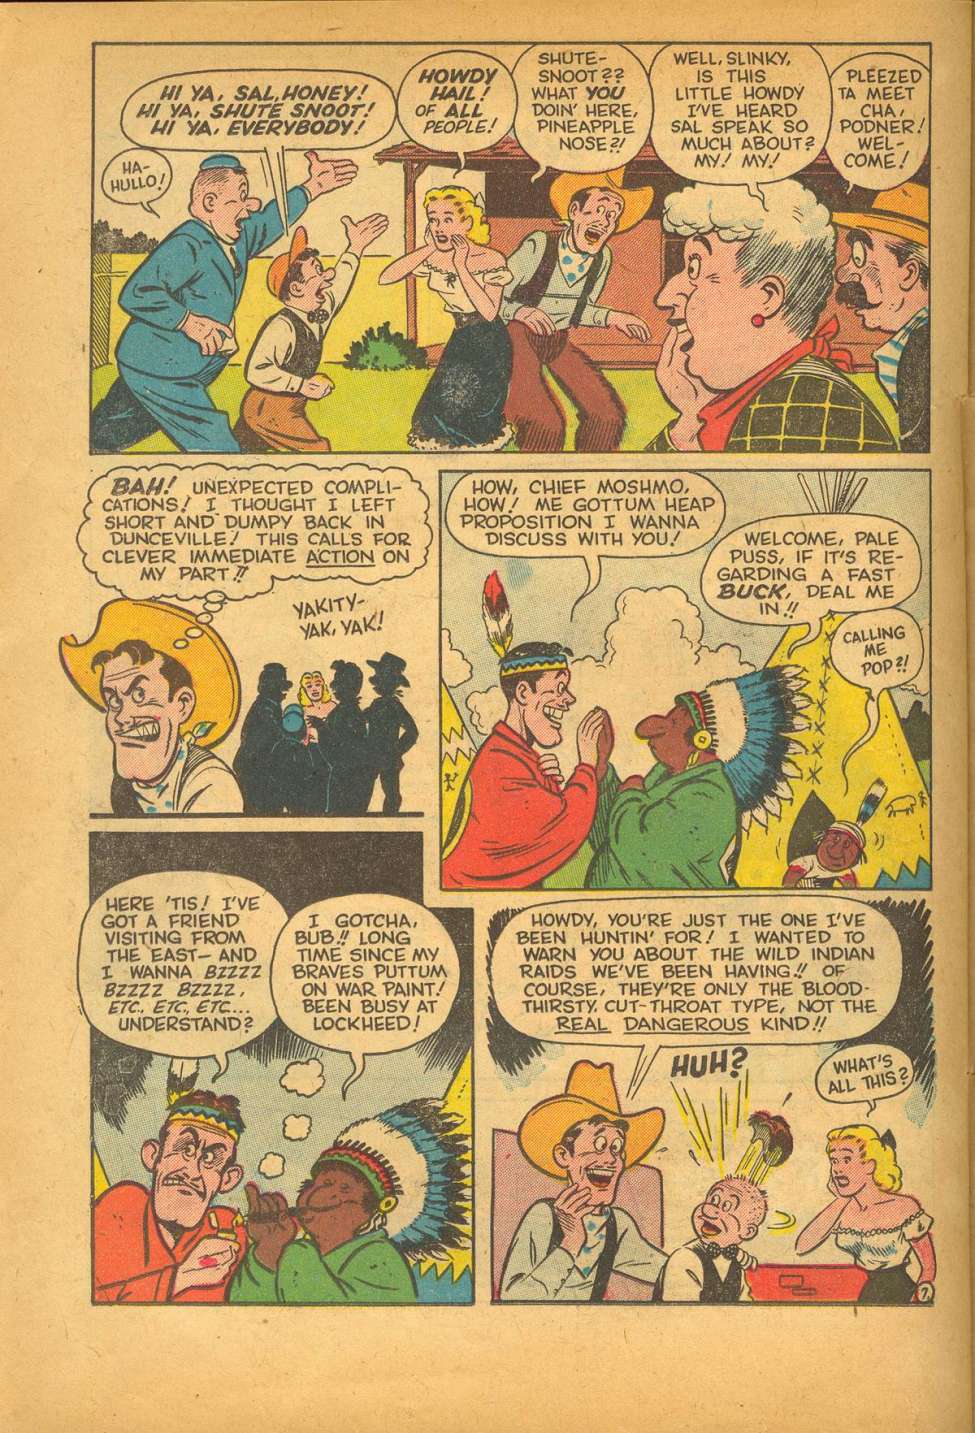 HA-
HULLO!
HI YA, SAL, HONEY!
HI YA, SHUTE SNOOT!
HI YA, EVERYBODY!
HOWDY
HAIL!
OF ALL
PEOPLE!
SHUTE-
SNOOT??
WHAT YOU
DOIN' HERE,
PINEAPPLE
NOSE?!
WELL, SLINKY,
IS THIS
LITTLE HOWDY
I'VE HEARD
SAL SPEAK SO
MUCH ABOUT?
MY! MY!
PLEEZED
TA MEET
CHA,
PODNER!
WEL-
COME!
BAH! UNEXPECTED COMPLI-
CATIONS! I THOUGHT I LEFT
SHORT AND DUMPY BACK IN
DUNCEVILLE! THIS CALLS FOR
CLEVER IMMEDIATE ACTION ON
MY PART!!
YAKITY-
YAK, YAK!
HOW, CHIEF MOSHMO,
HOW! ME GOTTUM HEAP
PROPOSITION I WANNA
DISCUSS WITH YOU!
WELCOME, PALE
PUSS, IF IT'S RE-
GARDING A FAST
BUCK, DEAL ME
IN!!
CALLING
ME
POP?!
HERE 'TIS! I'VE
GOT A FRIEND
VISITING FROM
THE EAST— AND
I WANNA BZZZZ
BZZZZ BZZZZ,
ETC., ETC., ETC....
UNDERSTAND?
I GOTCHA,
BUB!! LONG
TIME SINCE MY
BRAVES PUTTUM
ON WAR PAINT!
BEEN BUSY AT
LOCKHEED!
HOWDY, YOU'RE JUST THE ONE I'VE
BEEN HUNTIN' FOR! I WANTED TO
WARN YOU ABOUT THE WILD INDIAN
RAIDS WE'VE BEEN HAVING!! OF
COURSE, THEY'RE ONLY THE BLOOD-
THIRSTY, CUT-THROAT TYPE, NOT THE
REAL DANGEROUS KIND!!
HUH?
WHAT'S
ALL THIS?
7